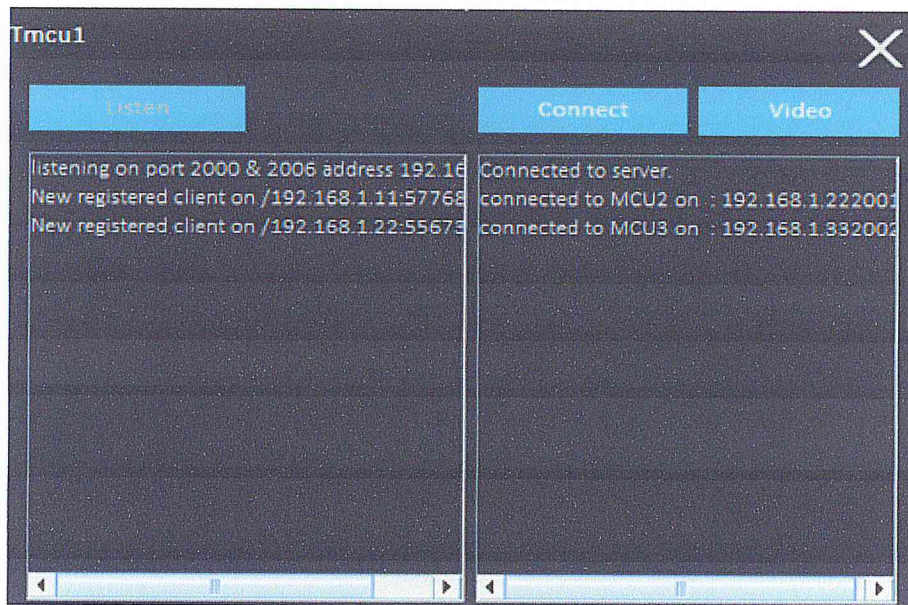 Tmcu1
Listen
Connect
Video
listening on port 2000 & 2006 address 192.16
New registered client on /192.168.1.11:57768
New registered client on /192.168.1.22:55673
Connected to server.
connected to MCU2 on : 192.168.1.222001
connected to MCU3 on : 192.168.1.332002